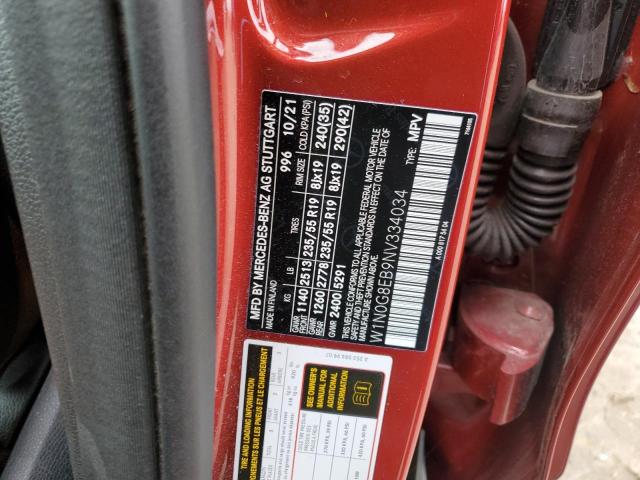 MFD BY MERCEDES-BENZ AG STUTTGART
MADE IN FINLAND 996 10/21
KG LB TIRES RIM SIZE COLD KPA (PSI)
GAWR FRONT 1140 2513 235/55 R19 8Jx19 240(35)
GAWR REAR 1260 2778 235/55 R19 8Jx19 290(42)
GVWR 2400 5291
THIS VEHICLE CONFORMS TO ALL APPLICABLE FEDERAL MOTOR VEHICLE
SAFETY AND THEFT PREVENTION STANDARDS IN EFFECT ON THE DATE OF
MANUFACTURE SHOWN ABOVE.
W1N0G8EB9NV334034 TYPE: MPV
A 000 817 54 04
TIRE AND LOADING INFORMATION
SEE OWNER'S
MANUAL FOR
ADDITIONAL
INFORMATION